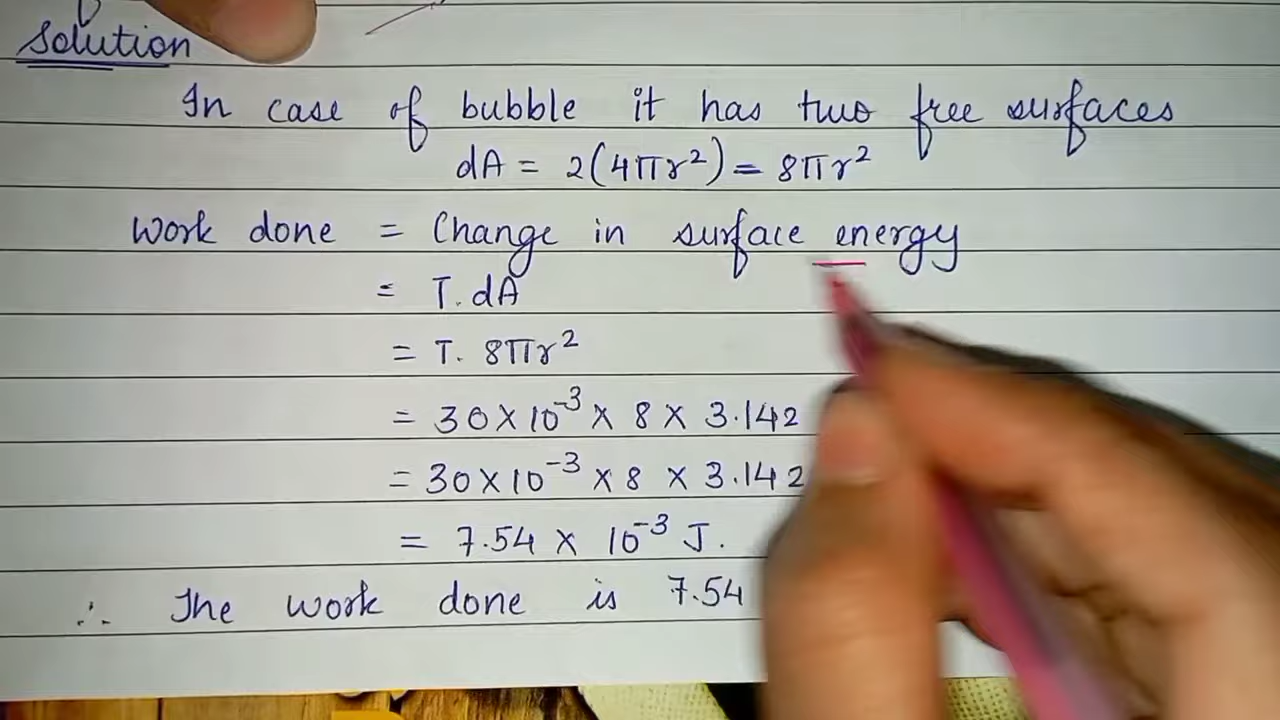 Solution
In case of bubble it has two free surfaces
dA = 2(4πr²) = 8πr²
Work done = Change in surface energy
= T.dA
= T. 8πr²
= 30 × 10⁻³ × 8 × 3.142
= 30 × 10⁻³ × 8 × 3.142
= 7.54 × 10⁻³ J.
∴ The work done is 7.54